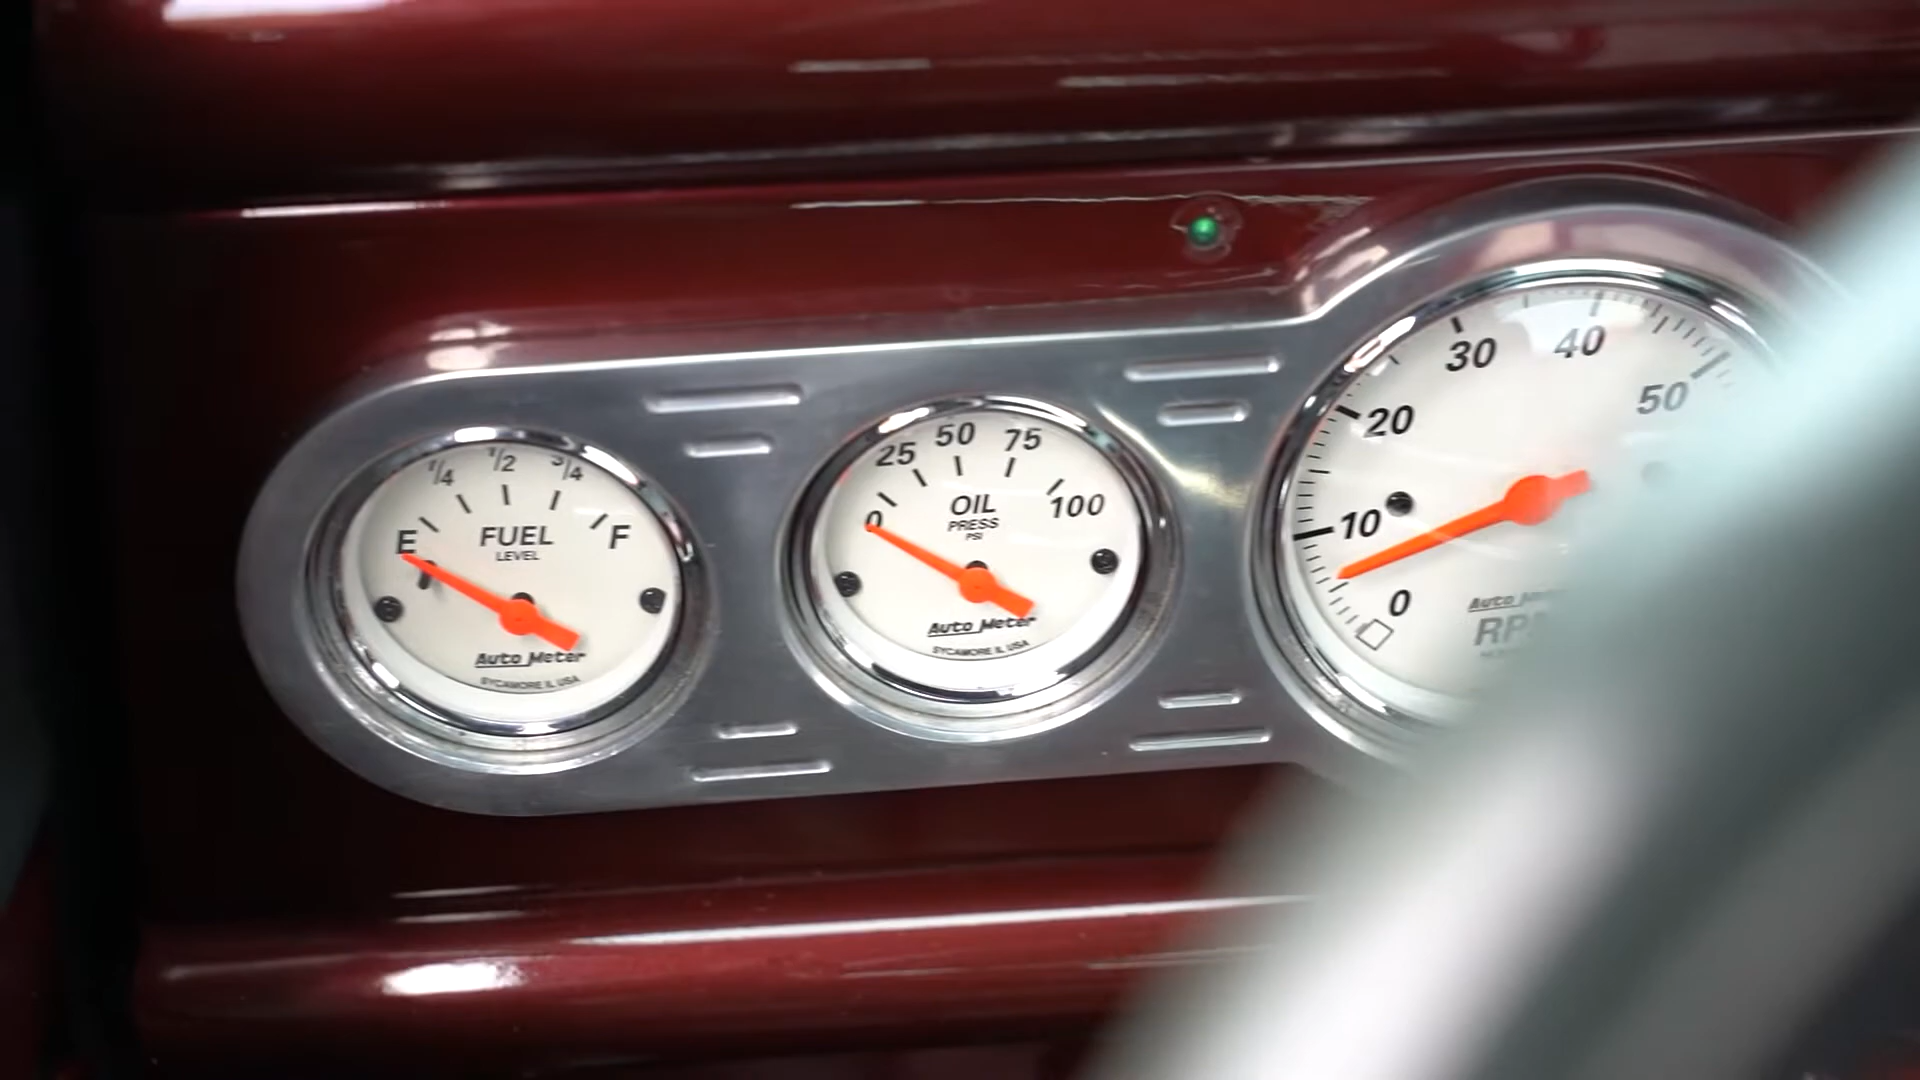 1/4 1/2 3/4
E F
FUEL
LEVEL
Auto Meter
SYCAMORE IL USA
0 25 50 75 100
OIL
PRESS
PSI
Auto Meter
SYCAMORE IL USA
0 10 20 30 40 50
Auto